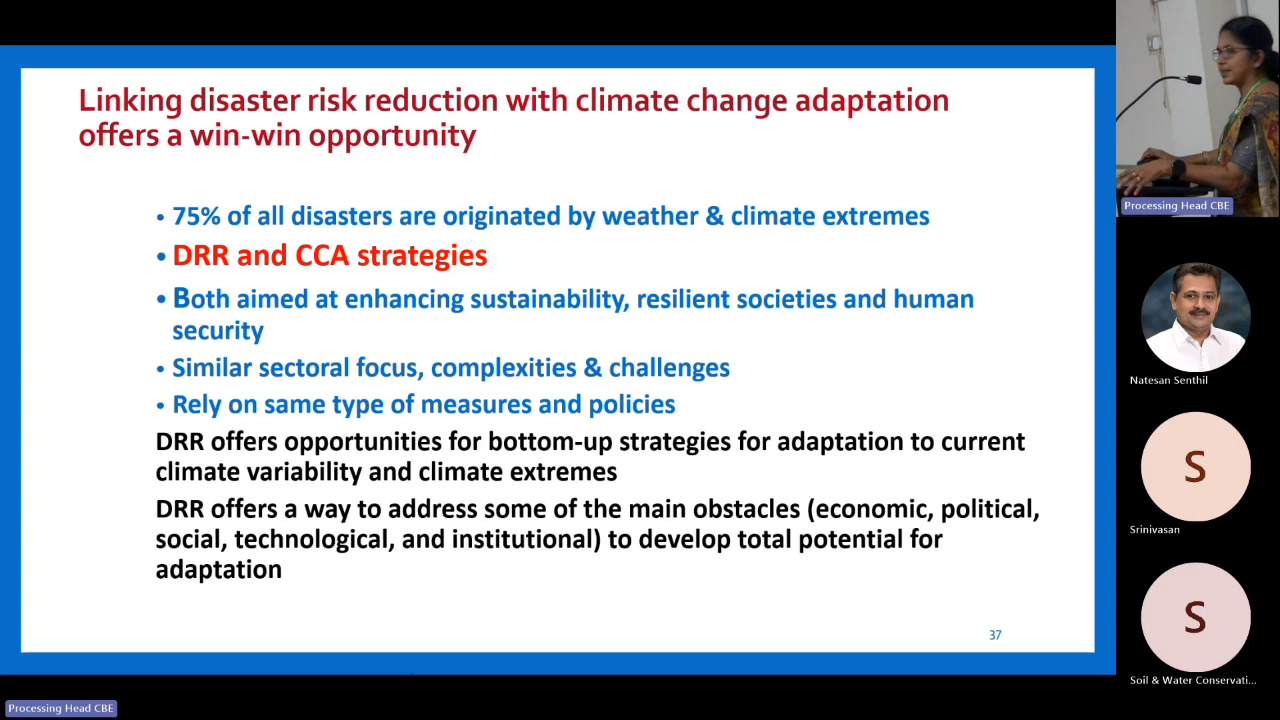 Linking disaster risk reduction with climate change adaptation
offers a win-win opportunity
• 75% of all disasters are originated by weather & climate extremes
• DRR and CCA strategies
• Both aimed at enhancing sustainability, resilient societies and human
security
• Similar sectoral focus, complexities & challenges
• Rely on same type of measures and policies
DRR offers opportunities for bottom-up strategies for adaptation to current
climate variability and climate extremes
DRR offers a way to address some of the main obstacles (economic, political,
social, technological, and institutional) to develop total potential for
adaptation
37
Processing Head CBE
Natesan Senthil
S
Srinivasan
S
Soil & Water Conservati...
Processing Head CBE